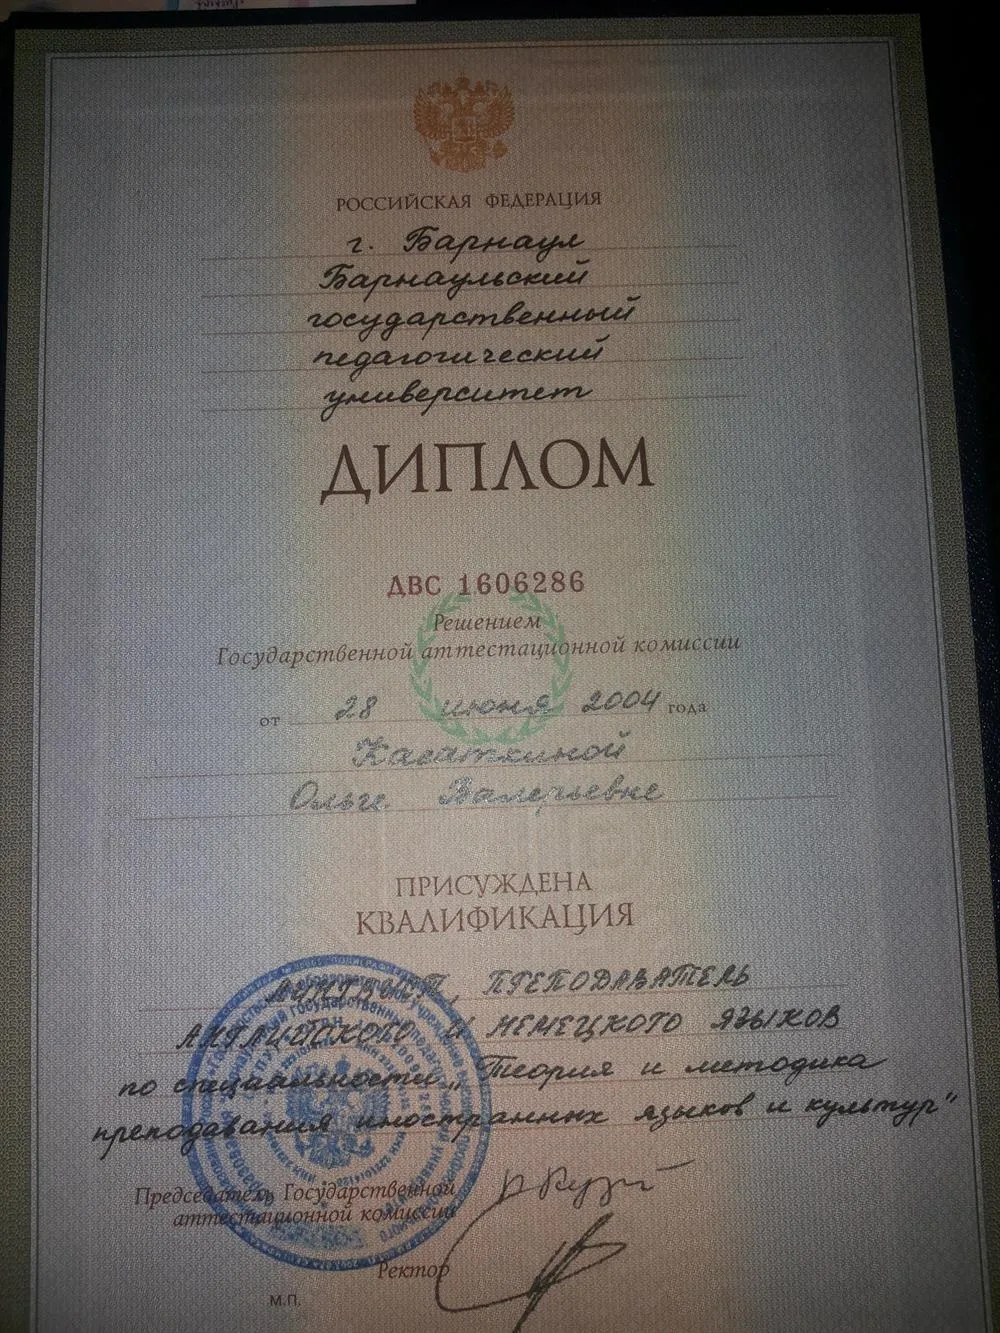 РОССИЙСКАЯ ФЕДЕРАЦИЯ
г. Барнаул
Барнаульский
государственный
педагогический
университет
ДИПЛОМ
ДВС 1606286
Решением
Государственной аттестационной комиссии
от 28 июня 2004 года
Касаткиной
Ольге Валерьевне
ПРИСУЖДЕНА
КВАЛИФИКАЦИЯ
ЛИНГВИСТ, ПРЕПОДАВАТЕЛЬ
АНГЛИЙСКОГО И НЕМЕЦКОГО ЯЗЫКОВ
по специальности „Теория и методика
преподавания иностранных языков и культур"
Председатель Государственной
аттестационной комиссии
Ректор
М.П.